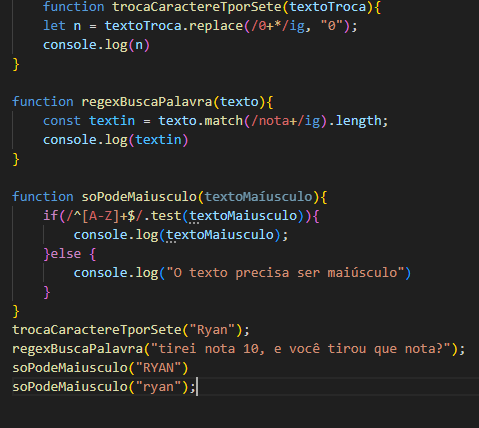 function trocaCaractereTporSete(textoTroca){
let n = textoTroca.replace(/0+*/ig, "0");
console.log(n)
}
function regexBuscaPalavra(texto){
const textin = texto.match(/nota+/ig).length;
console.log(textin)
}
function soPodeMaiusculo(textoMaíusculo){
if(/^[A-Z]+$/.test(textoMaiusculo)){
console.log(textoMaiusculo);
}else {
console.log("O texto precisa ser maiúsculo")
}
}
trocaCaractereTporSete("Ryan");
regexBuscaPalavra("tirei nota 10, e você tirou que nota?");
soPodeMaiusculo("RYAN")
soPodeMaiusculo("ryan");